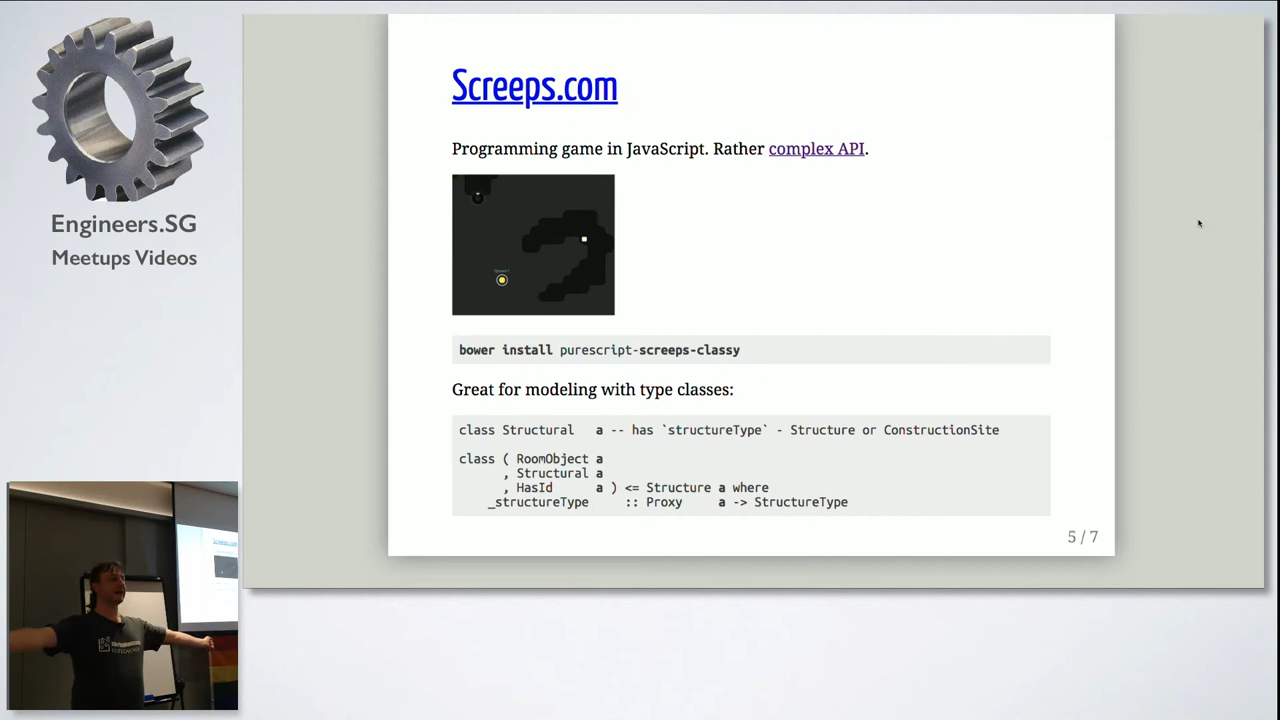 Engineers.SG
Meetups Videos
Screeps.com
Programming game in JavaScript. Rather complex API.
bower install purescript-screeps-classy
Great for modeling with type classes:
class Structural a -- has `structureType` - Structure or ConstructionSite
class ( RoomObject a
, Structural a
, HasId a ) <= Structure a where
_structureType :: Proxy a -> StructureType
5 / 7
Screeps.com